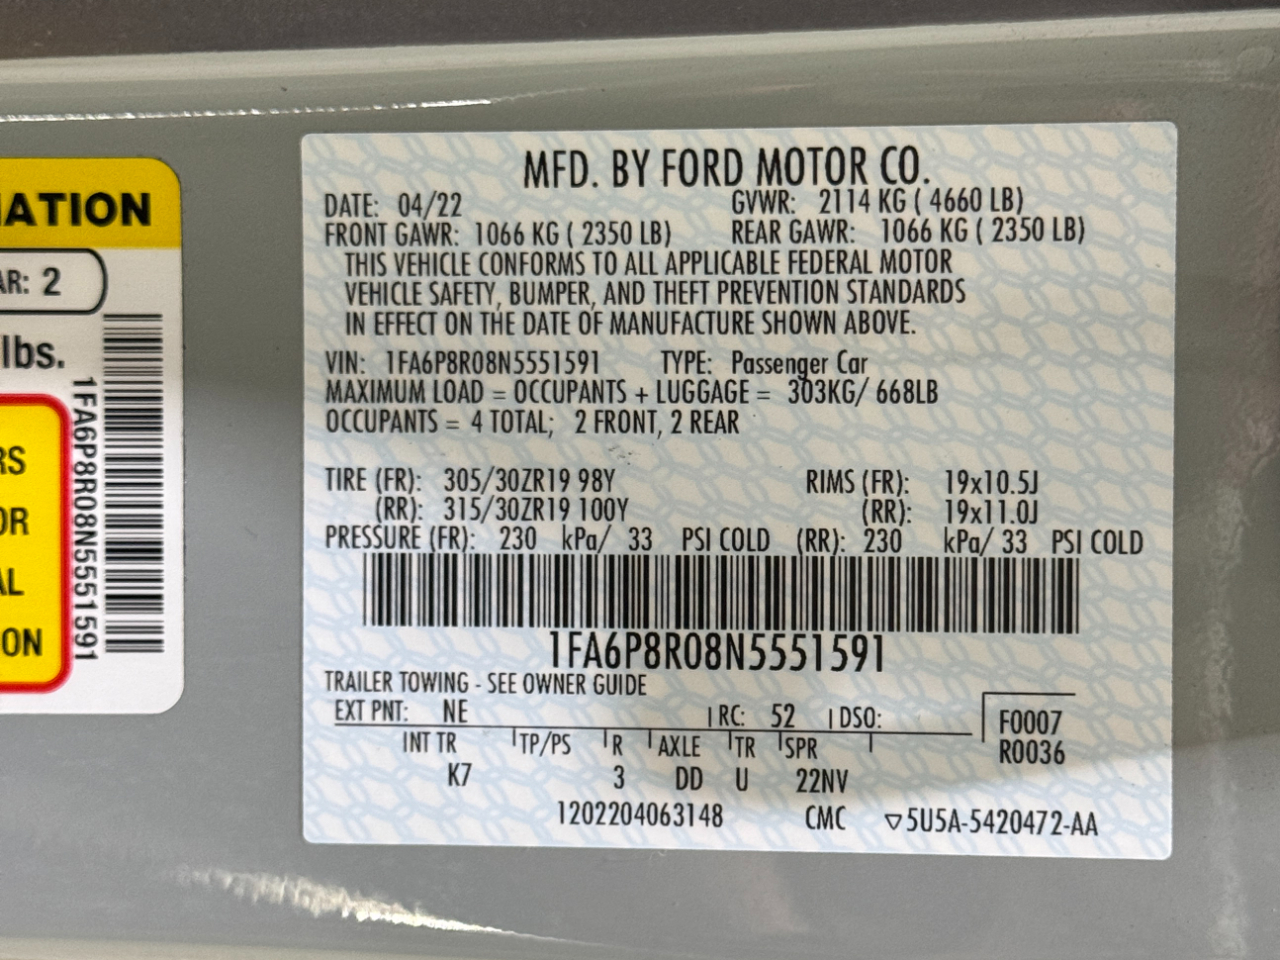 IATION
AR: 2
lbs.
1FA6P8R08N5551591
RS
OR
AL
ON
MFD. BY FORD MOTOR CO.
DATE: 04/22 GVWR: 2114 KG ( 4660 LB)
FRONT GAWR: 1066 KG ( 2350 LB) REAR GAWR: 1066 KG ( 2350 LB)
THIS VEHICLE CONFORMS TO ALL APPLICABLE FEDERAL MOTOR
VEHICLE SAFETY, BUMPER, AND THEFT PREVENTION STANDARDS
IN EFFECT ON THE DATE OF MANUFACTURE SHOWN ABOVE.
VIN: 1FA6P8R08N5551591 TYPE: Passenger Car
MAXIMUM LOAD = OCCUPANTS + LUGGAGE = 303KG/ 668LB
OCCUPANTS = 4 TOTAL; 2 FRONT, 2 REAR
TIRE (FR): 305/30ZR19 98Y RIMS (FR): 19x10.5J
(RR): 315/30ZR19 100Y (RR): 19x11.0J
PRESSURE (FR): 230 kPa/ 33 PSI COLD (RR): 230 kPa/ 33 PSI COLD
1FA6P8R08N5551591
TRAILER TOWING - SEE OWNER GUIDE
EXT PNT: NE RC: 52 DSO: F0007
INT TR TP/PS R AXLE TR SPR R0036
K7 3 DD U 22NV
1202204063148 CMC ▽5U5A-5420472-AA